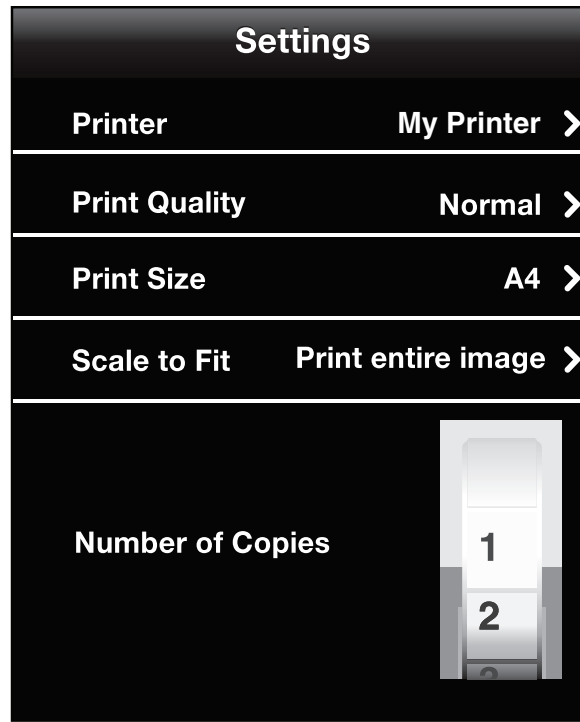 Settings
Printer My Printer
Print Quality Normal
Print Size A4
Scale to Fit Print entire image
1
Number of Copies
2